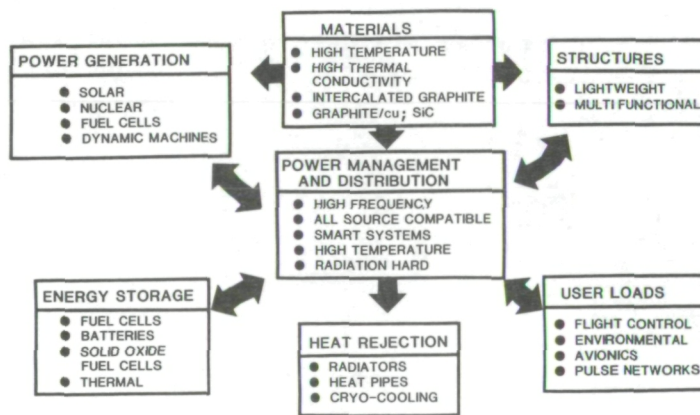 MATERIALS
● HIGH TEMPERATURE
● HIGH THERMAL
CONDUCTIVITY
● INTERCALATED GRAPHITE
● GRAPHITE/cu; SiC
POWER GENERATION
● SOLAR
● NUCLEAR
● FUEL CELLS
● DYNAMIC MACHINES
STRUCTURES
● LIGHTWEIGHT
● MULTI FUNCTIONAL
POWER MANAGEMENT
AND DISTRIBUTION
● HIGH FREQUENCY
● ALL SOURCE COMPATIBLE
● SMART SYSTEMS
● HIGH TEMPERATURE
● RADIATION HARD
ENERGY STORAGE
● FUEL CELLS
● BATTERIES
● SOLID OXIDE
FUEL CELLS
● THERMAL
HEAT REJECTION
● RADIATORS
● HEAT PIPES
● CRYO-COOLING
USER LOADS
● FLIGHT CONTROL
● ENVIRONMENTAL
● AVIONICS
● PULSE NETWORKS